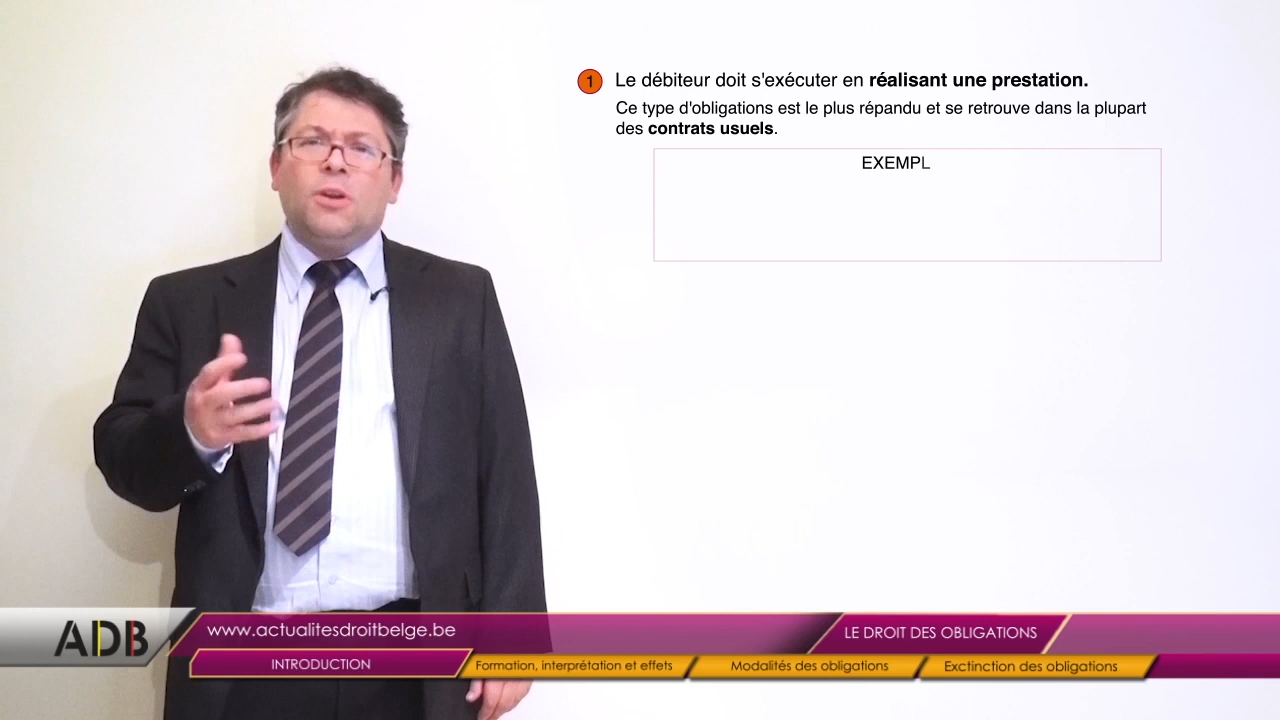 1 Le débiteur doit s'exécuter en réalisant une prestation.
Ce type d'obligations est le plus répandu et se retrouve dans la plupart
des contrats usuels.
EXEMPL
ADB
www.actualitesdroitbelge.be
LE DROIT DES OBLIGATIONS
INTRODUCTION
Formation, interprétation et effets
Modalités des obligations
Exctinction des obligations